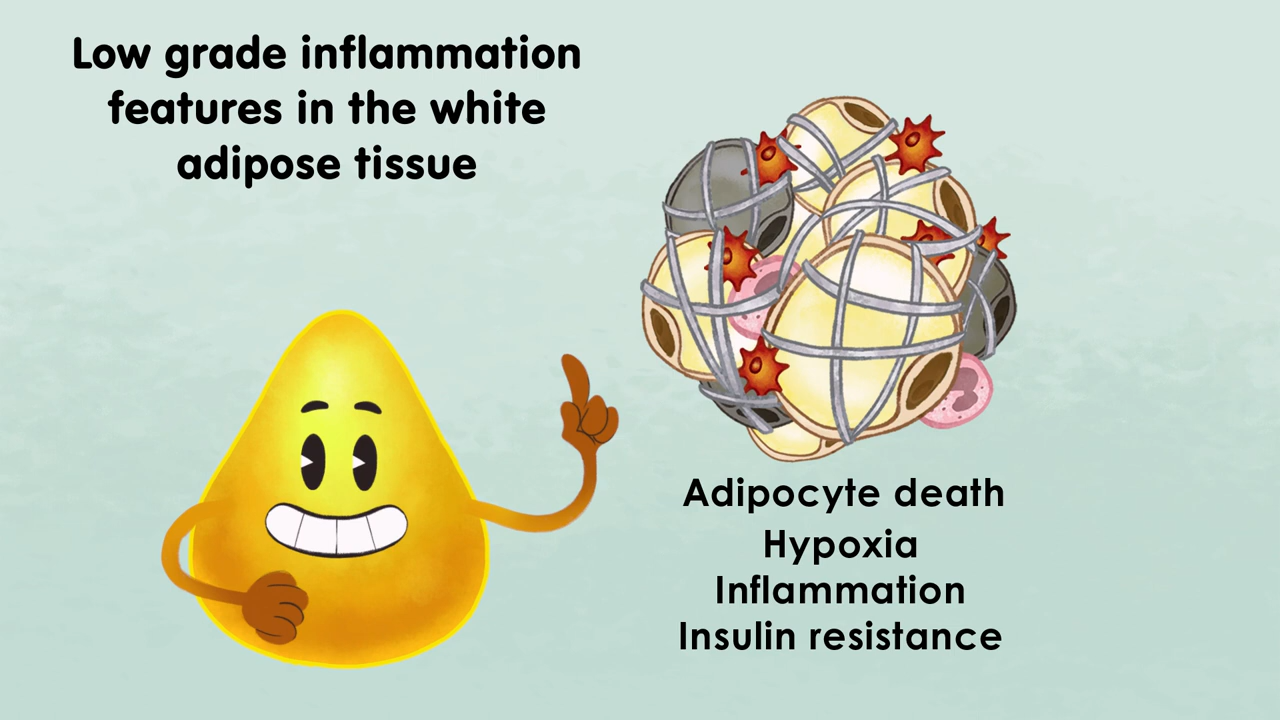 Low grade inflammation
features in the white
adipose tissue
Adipocyte death
Hypoxia
Inflammation
Insulin resistance